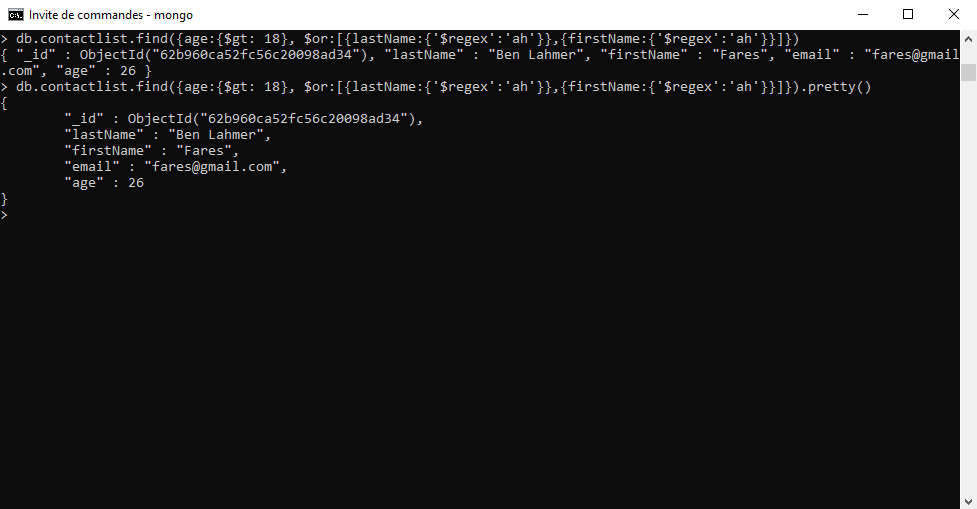 Invite de commandes - mongo
> db.contactlist.find({age:{$gt: 18}, $or:[{lastName:{'$regex':'ah'}},{firstName:{'$regex':'ah'}}]})
{ "_id" : ObjectId("62b960ca52fc56c20098ad34"), "lastName" : "Ben Lahmer", "firstName" : "Fares", "email" : "fares@gmail
.com", "age" : 26 }
> db.contactlist.find({age:{$gt: 18}, $or:[{lastName:{'$regex':'ah'}},{firstName:{'$regex':'ah'}}]}).pretty()
{
        "_id" : ObjectId("62b960ca52fc56c20098ad34"),
        "lastName" : "Ben Lahmer",
        "firstName" : "Fares",
        "email" : "fares@gmail.com",
        "age" : 26
}
>